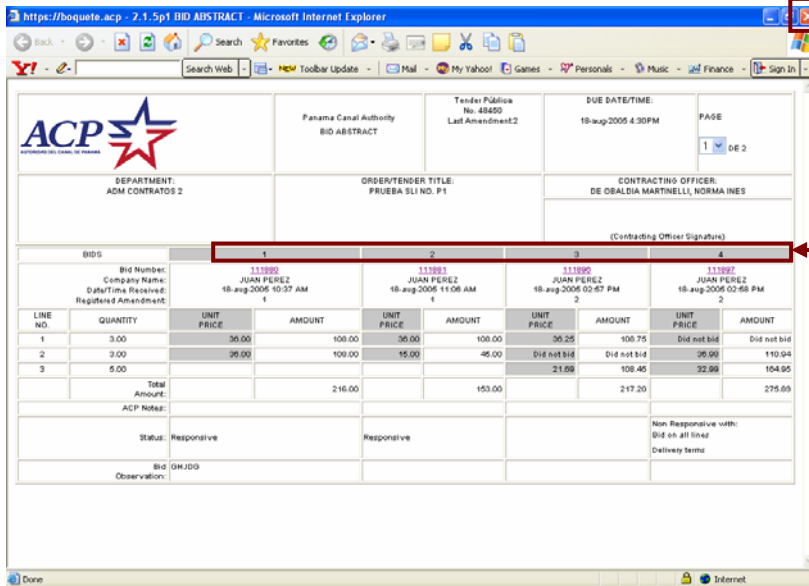 https://boquete.acp - 2.1.5p1 BID ABSTRACT - Microsoft Internet Explorer
Back Search Favorites
Y! Search Web NEW Toolbar Update Mail My Yahoo! Games Personals Music Finance Sign In
ACP
AUTORIDAD DEL CANAL DE PANAMA
Panama Canal Authority
BID ABSTRACT
Tender Pública
No. 48450
Last Amendment:2
DUE DATE/TIME:
18-aug-2005 4:30PM
PAGE
1 DE 2
DEPARTMENT:
ADM CONTRATOS 2
ORDER/TENDER TITLE:
PRUEBA SLI NO. P1
CONTRACTING OFFICER:
DE OBALDIA MARTINELLI, NORMA INES
(Contracting Officer Signature)
BIDS 1 2 3 4
Bid Number: 111880 111881 111896 111897
Company Name: JUAN PEREZ JUAN PEREZ JUAN PEREZ JUAN PEREZ
Date/Time Received: 18-aug-2005 10:37 AM 18-aug-2005 11:06 AM 18-aug-2005 02:57 PM 18-aug-2005 02:58 PM
Registered Amendment: 1 1 2 2
LINE NO. QUANTITY UNIT PRICE AMOUNT UNIT PRICE AMOUNT UNIT PRICE AMOUNT UNIT PRICE AMOUNT
1 3.00 36.00 108.00 36.00 108.00 36.25 108.75 Did not bid Did not bid
2 3.00 36.00 108.00 15.00 45.00 Did not bid Did not bid 36.98 110.94
3 5.00 21.69 108.45 32.99 164.95
Total Amount: 216.00 153.00 217.20 275.89
ACP Notes:
Status: Responsive Responsive Non Responsive with:
Bid on all lines
Delivery terms
Bid Observation: GHJDG
Done Internet